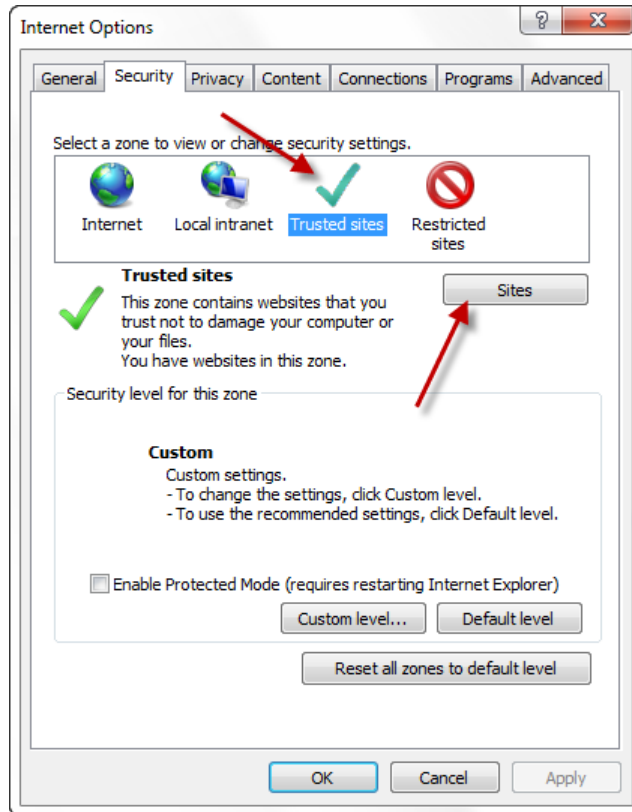 Internet Options
?
General Security Privacy Content Connections Programs Advanced
Select a zone to view or change security settings.
Internet Local intranet Trusted sites Restricted
sites
Trusted sites
Sites
This zone contains websites that you
trust not to damage your computer or
your files.
You have websites in this zone.
Security level for this zone
Custom
Custom settings.
- To change the settings, click Custom level.
- To use the recommended settings, click Default level.
Enable Protected Mode (requires restarting Internet Explorer)
Custom level... Default level
Reset all zones to default level
OK Cancel Apply